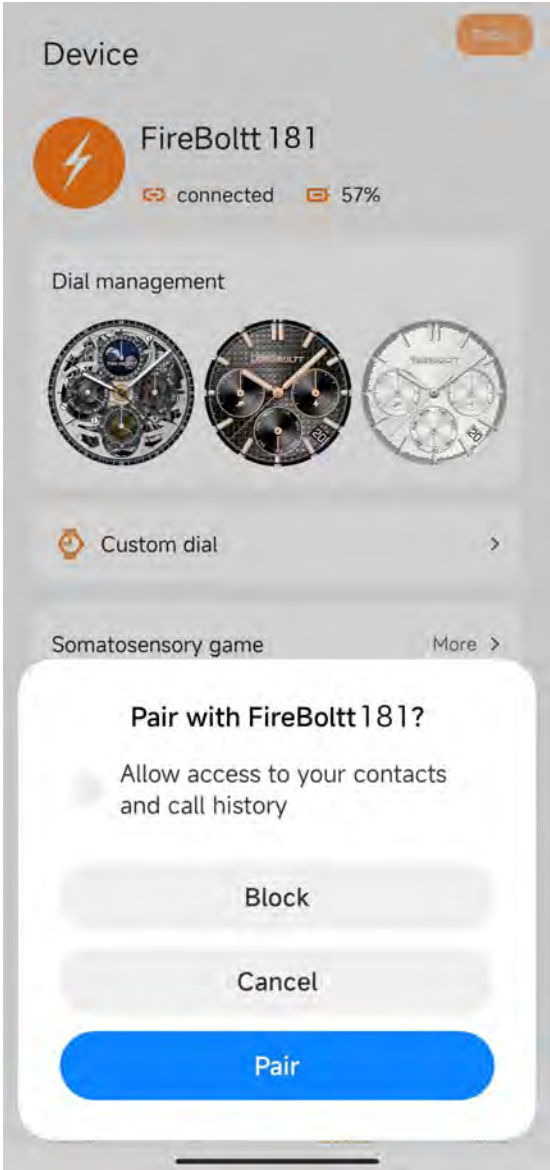 Device
FireBoltt 181
connected 57%
Dial management
FIREBOLTT
Custom dial
Somatosensory game More
Pair with FireBoltt181?
Allow access to your contacts
and call history
Block
Cancel
Pair